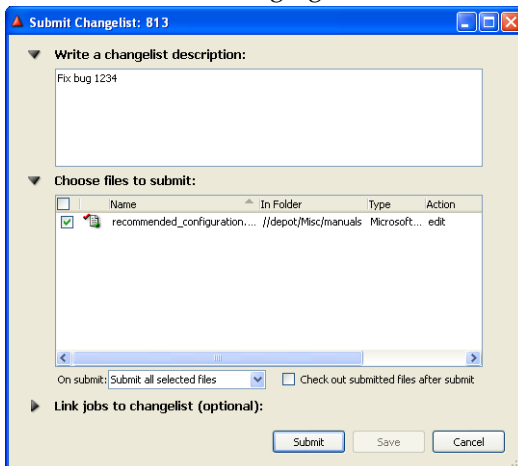 Submit Changelist: 813
Write a changelist description:
Fix bug 1234
Choose files to submit:
Name In Folder Type Action
recommended_configuration.... //depot/Misc/manuals Microsoft... edit
On submit: Submit all selected files Check out submitted files after submit
Link jobs to changelist (optional):
Submit Save Cancel